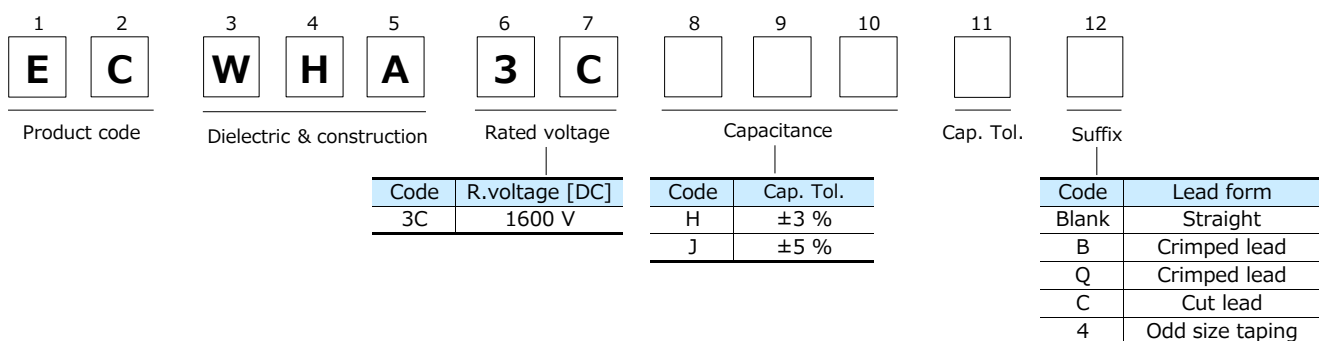 1 2 3 4 5 6 7 8 9 10 11 12
E C W H A 3 C
Product code Dielectric & construction Rated voltage Capacitance Cap. Tol. Suffix
Code R.voltage [DC] Code Cap. Tol. Code Lead form
3C 1600 V H ±3 % Blank Straight
J ±5 % B Crimped lead
Q Crimped lead
C Cut lead
4 Odd size taping